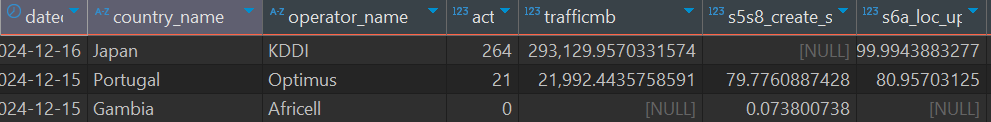 datec country_name operator_name act trafficmb s5s8_create_s s6a_loc_up
024-12-16 Japan KDDI 264 293,129.9570331574 [NULL] 99.9943883277
024-12-15 Portugal Optimus 21 21,992.4435758591 79.7760887428 80.95703125
024-12-15 Gambia Africell 0 [NULL] 0.073800738 [NULL]